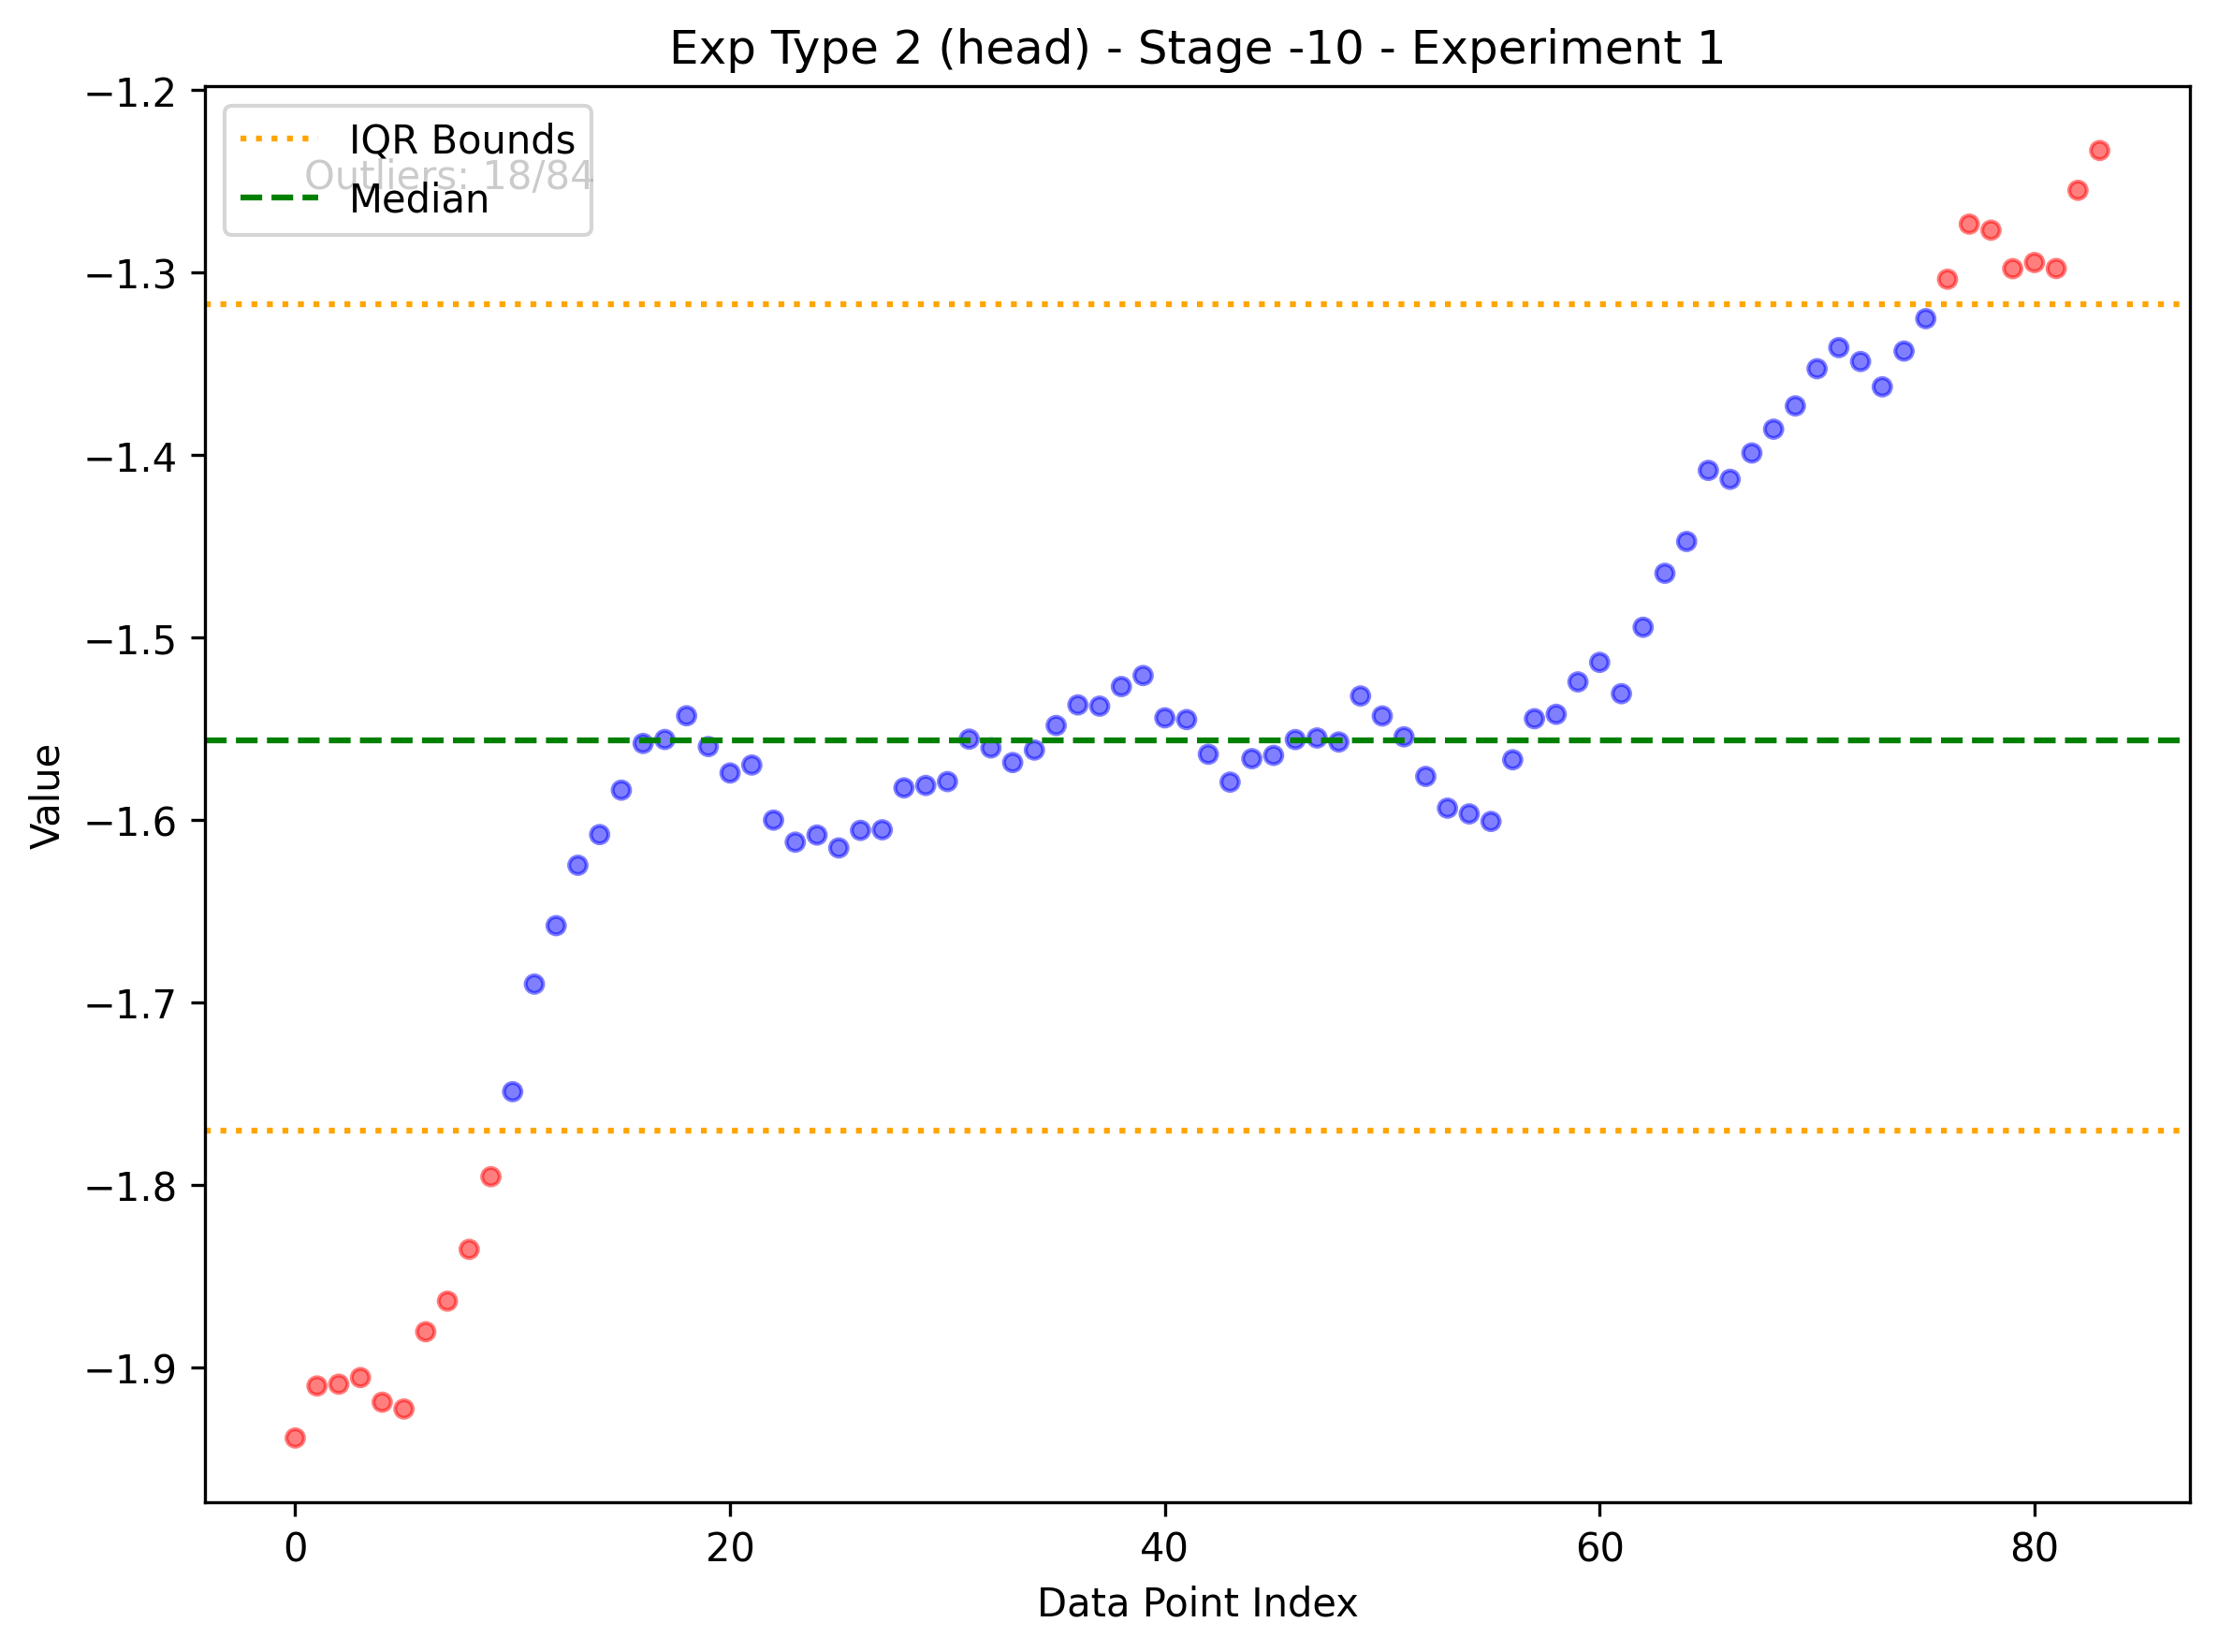 Exp Type 2 (head) - Stage -10 - Experiment 1
IQR Bounds
Outliers: 18/84
Median
−1.2
−1.3
−1.4
−1.5
−1.6
−1.7
−1.8
−1.9
Value
0 20 40 60 80
Data Point Index